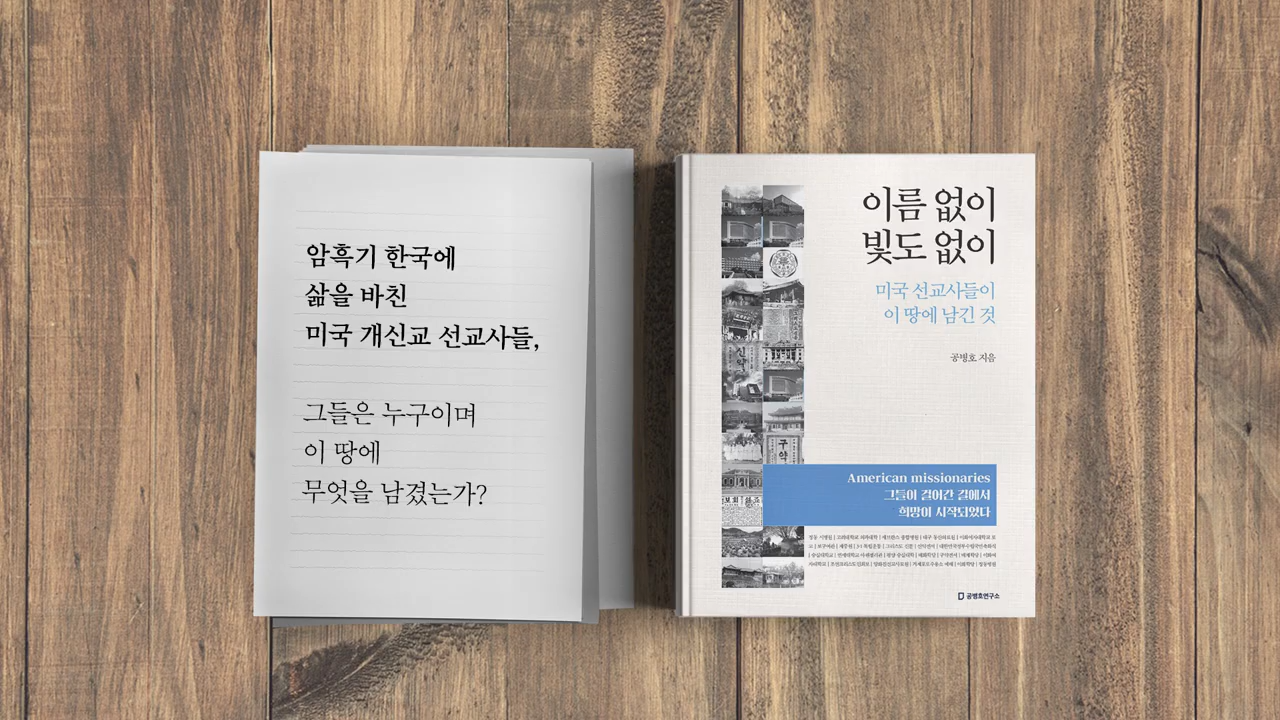 암흑기 한국에
삶을 바친
미국 개신교 선교사들,
그들은 누구이며
이 땅에
무엇을 남겼는가?
이름 없이
빛도 없이
미국 선교사들이
이 땅에 남긴 것
공병호 지음
신약
구약
American missionaries
그들이 걸어간 길에서
희망이 시작되었다
공병호연구소